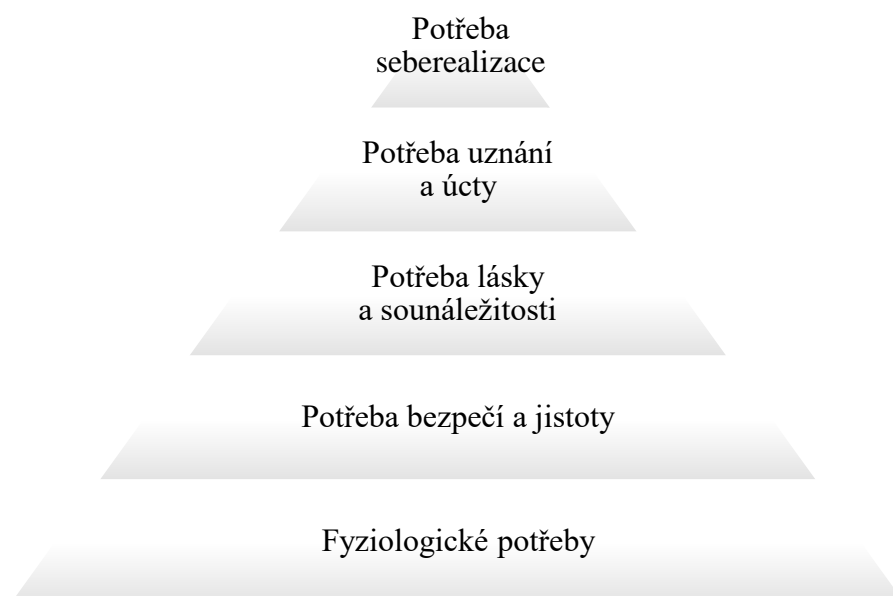 Potřeba
seberealizace
Potřeba uznání
a úcty
Potřeba lásky
a sounáležitosti
Potřeba bezpečí a jistoty
Fyziologické potřeby